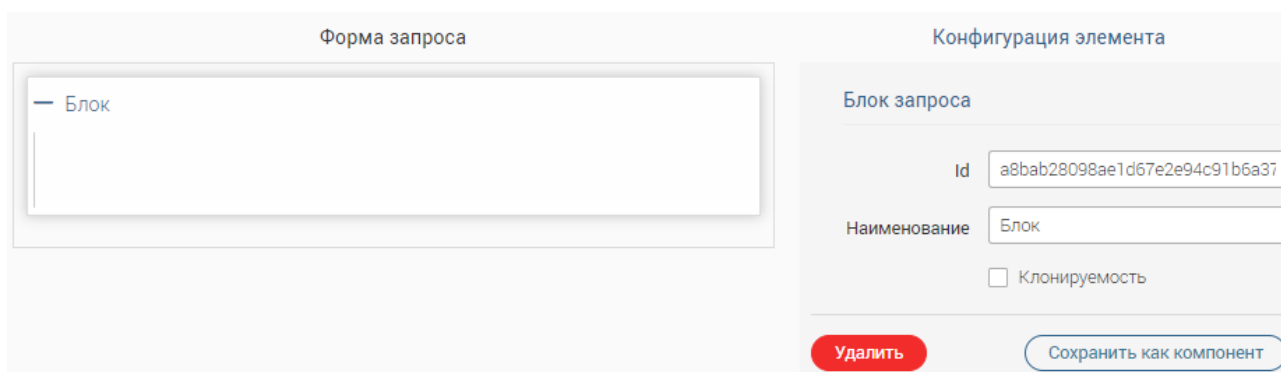 Форма запроса
Конфигурация элемента
Блок
Блок запроса
Id a8bab28098ae1d67e2e94c91b6a37
Наименование Блок
Клонируемость
Удалить
Сохранить как компонент